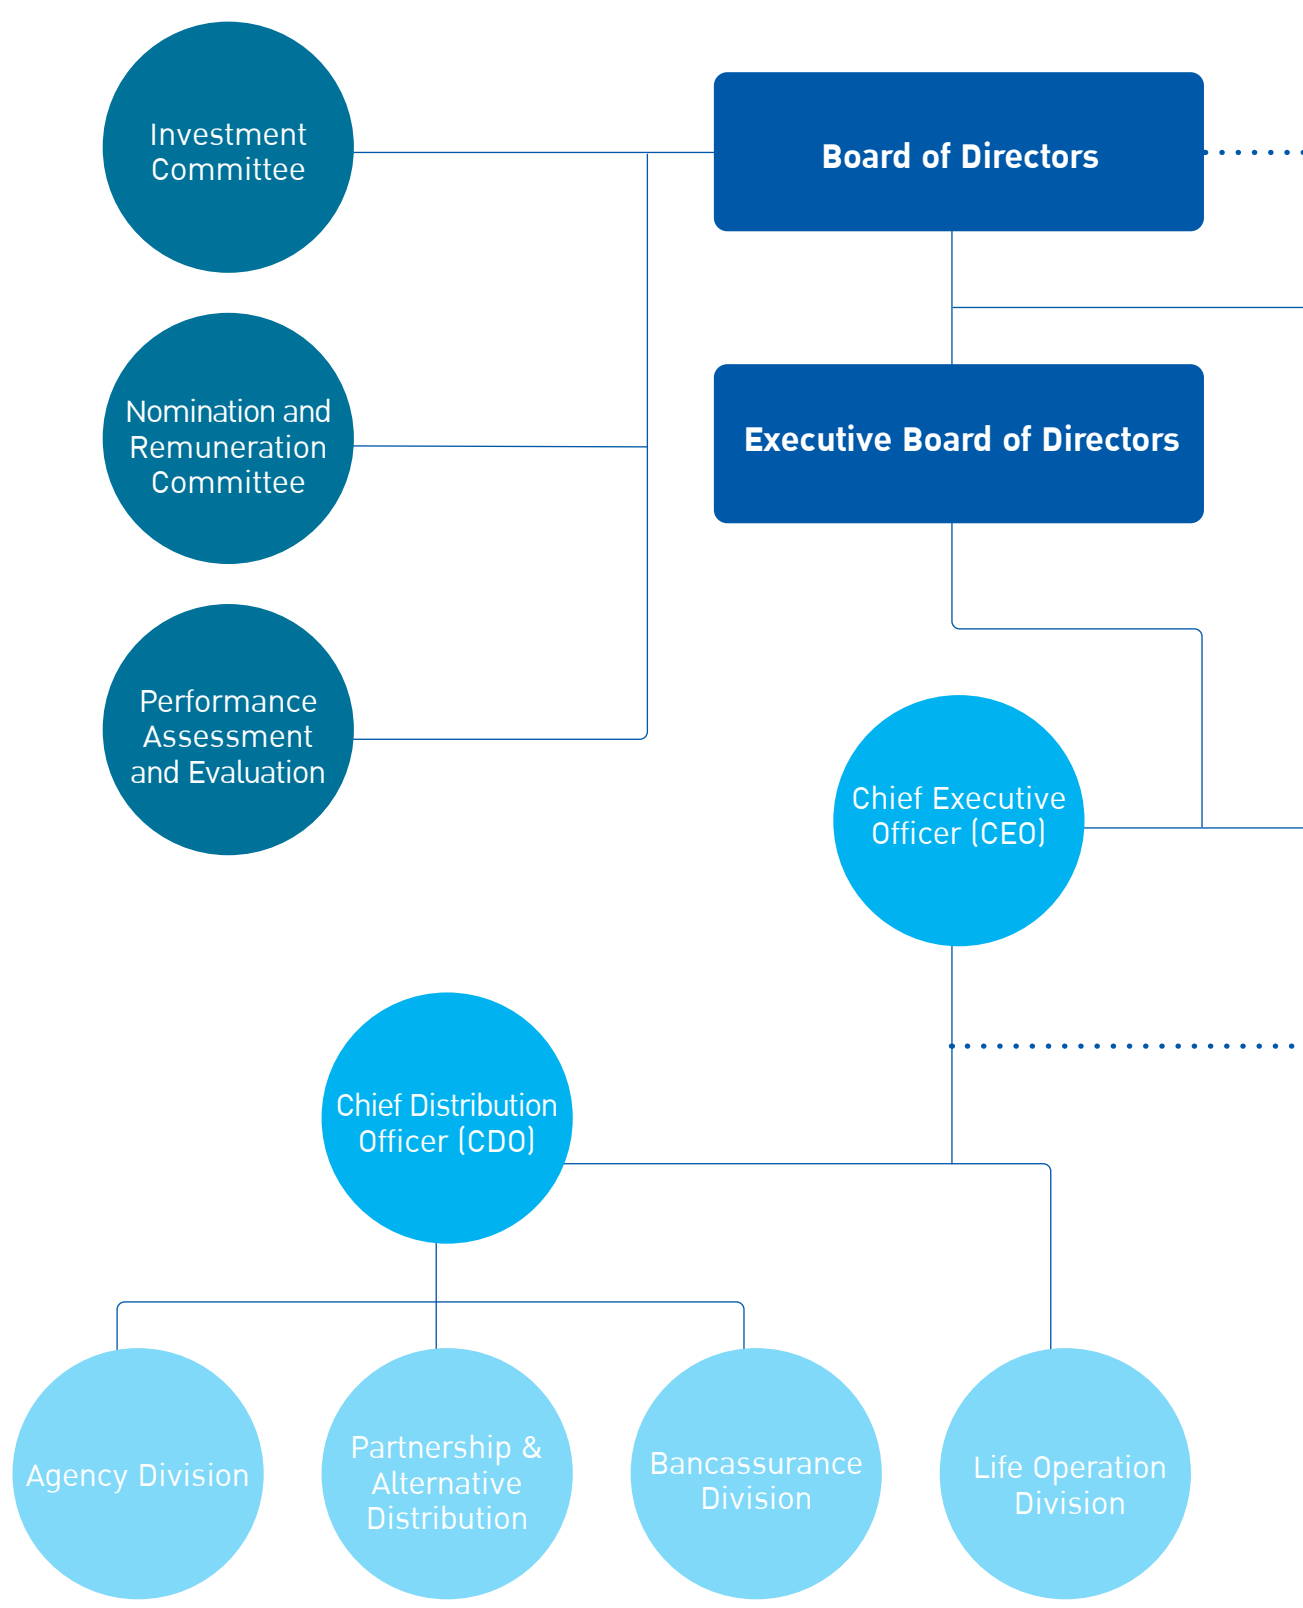 Investment
Committee
Board of Directors
Nomination and
Remuneration
Committee
Executive Board of Directors
Performance
Assessment
and Evaluation
Chief Executive
Officer (CEO)
Chief Distribution
Officer (CDO)
Agency Division
Partnership &
Alternative
Distribution
Bancassurance
Division
Life Operation
Division